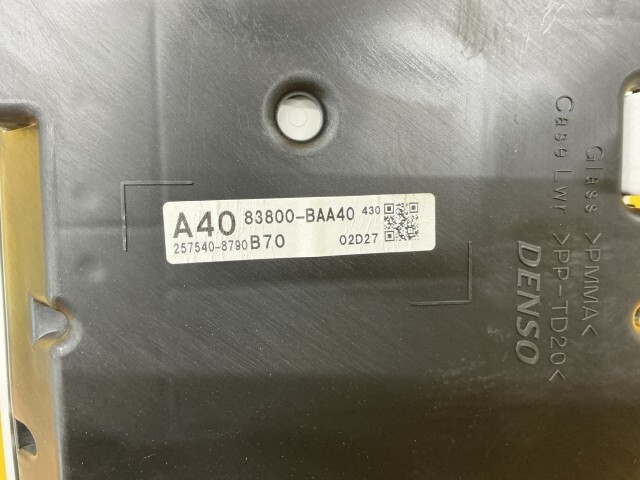 A40 83800-BAA40 430
257540-8790 B70 02D27
Glass >PMMA<
Case Lwr >PP-TD20<
DENSO